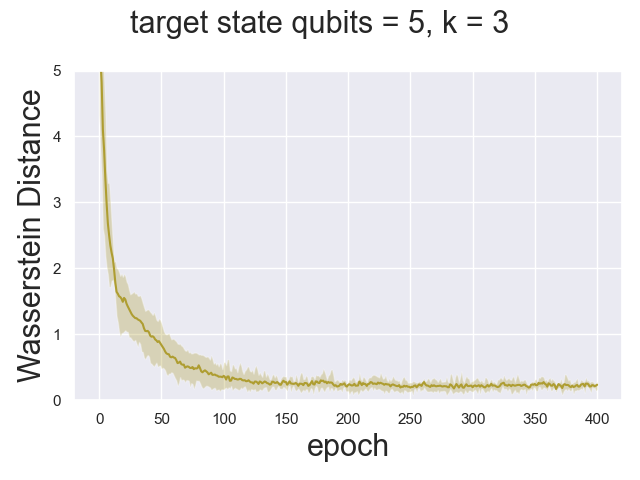 target state qubits = 5, k = 3
Wasserstein Distance
5
4
3
2
1
0
0 50 100 150 200 250 300 350 400
epoch